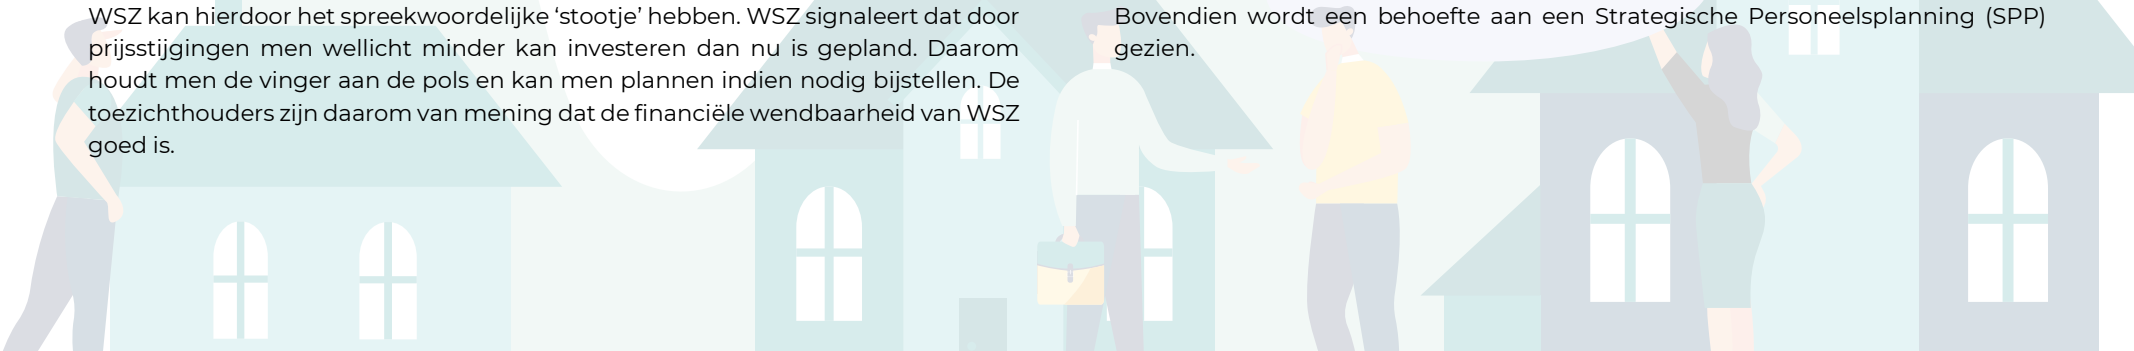 WSZ kan hierdoor het spreekwoordelijke ‘stootje’ hebben. WSZ signaleert dat door
prijsstijgingen men wellicht minder kan investeren dan nu is gepland. Daarom
houdt men de vinger aan de pols en kan men plannen indien nodig bijstellen. De
toezichthouders zijn daarom van mening dat de financiële wendbaarheid van WSZ
goed is.
Bovendien wordt een behoefte aan een Strategische Personeelsplanning (SPP)
gezien.